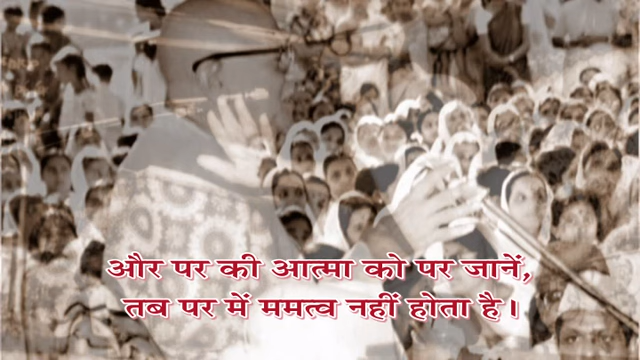 और पर की आत्मा को पर जानें,
तब पर में ममत्व नहीं होता है।